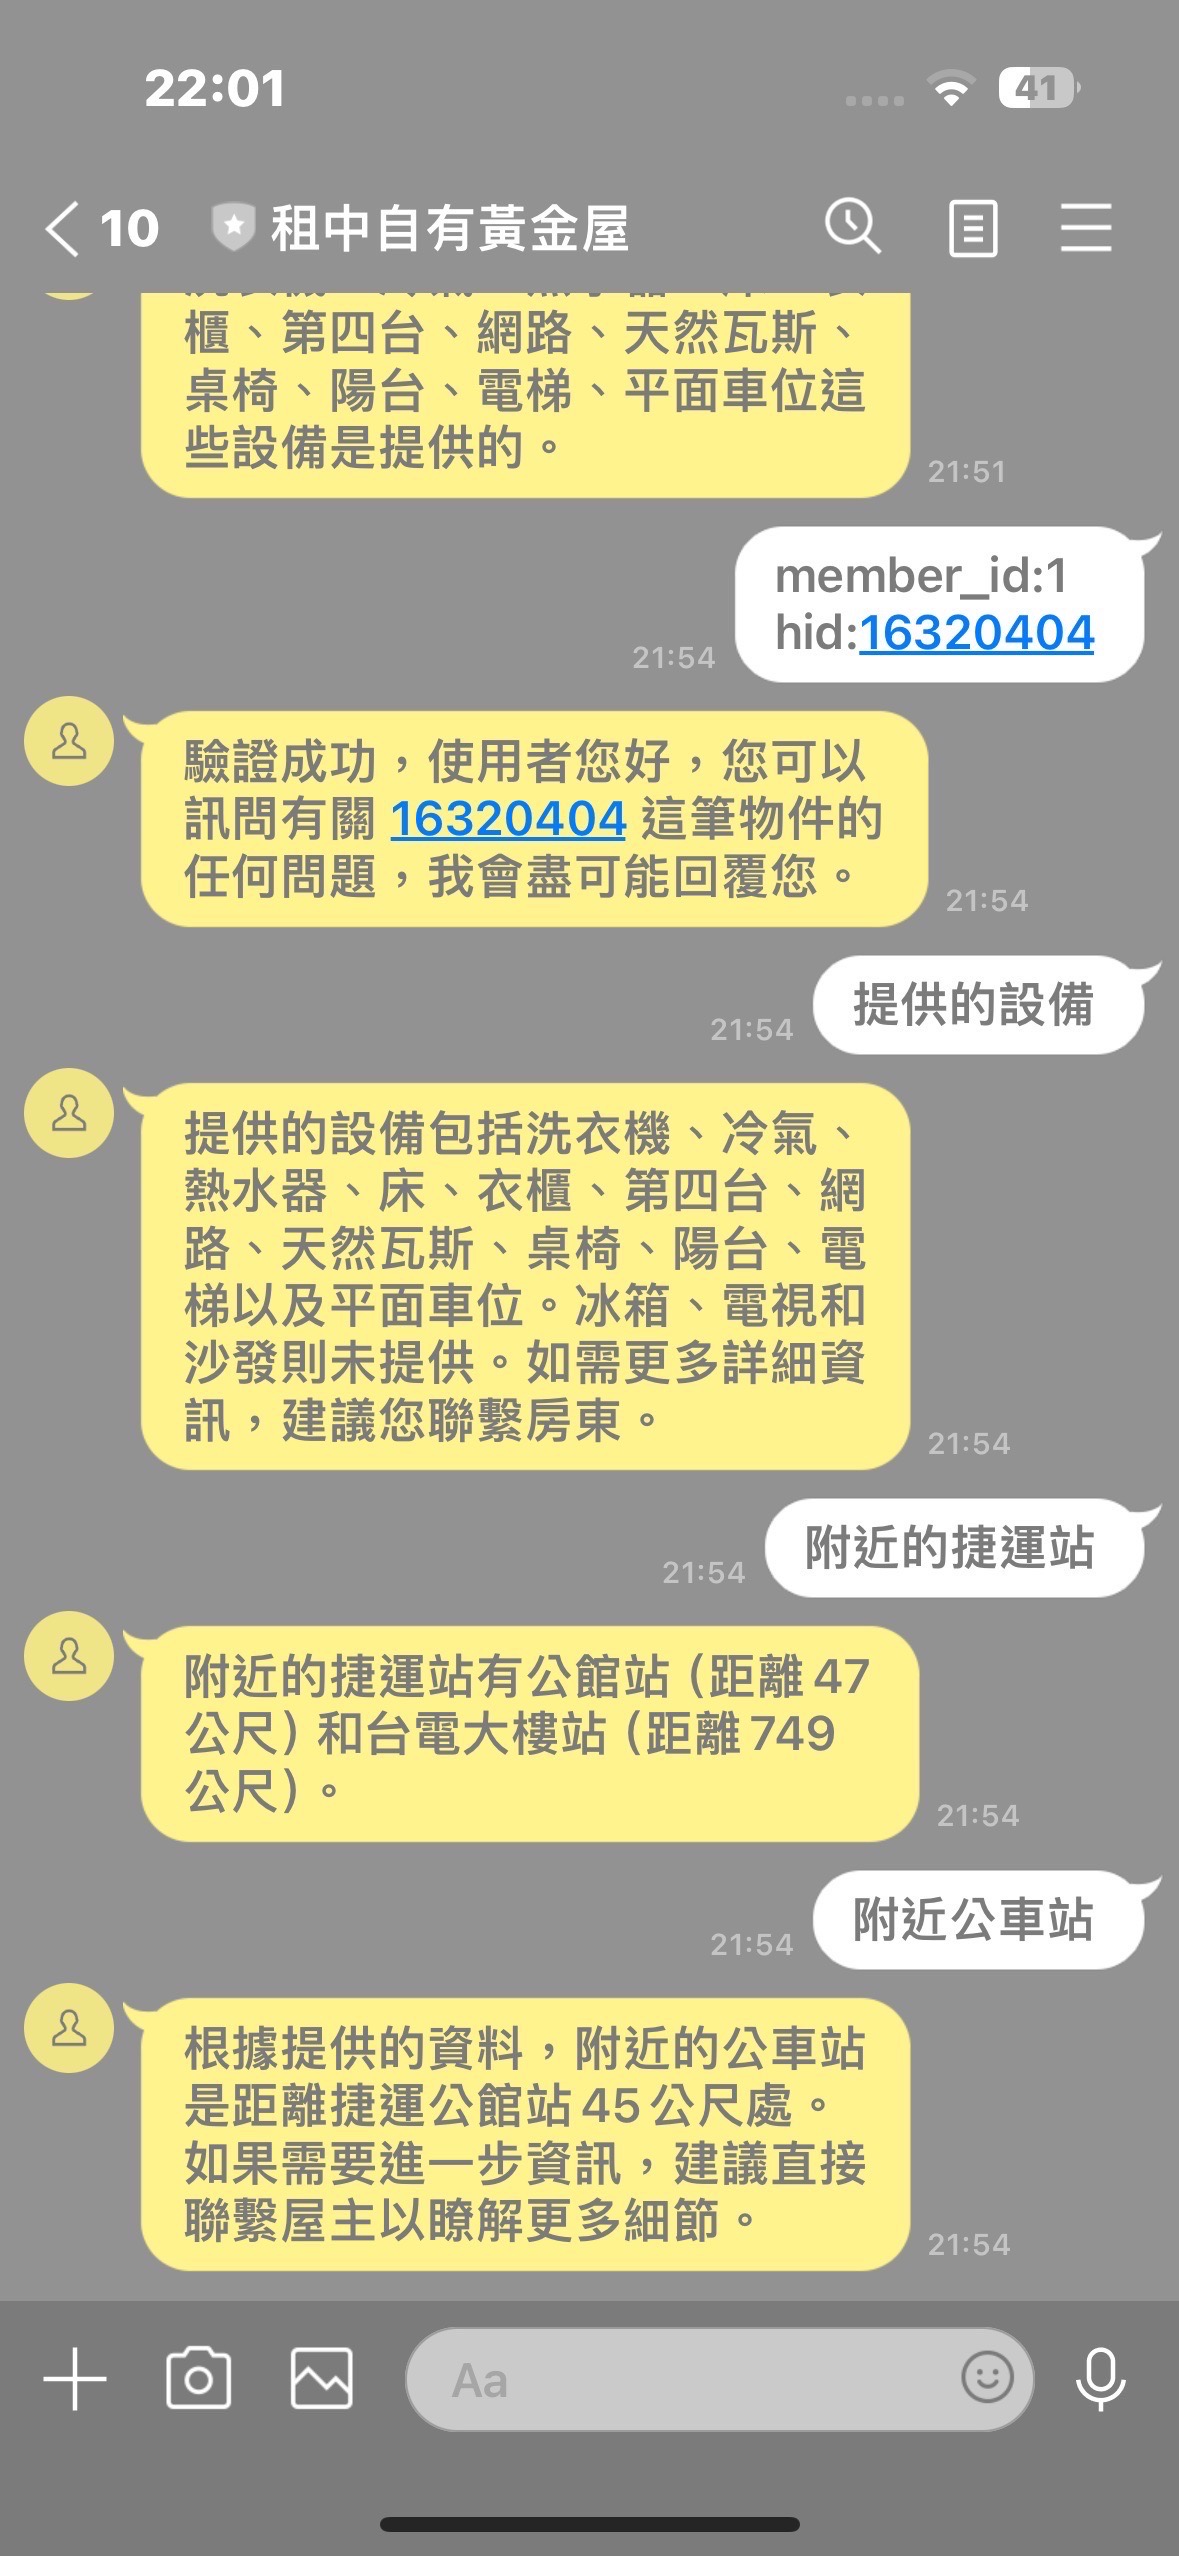 22:01
41
10
租中自有黃金屋
櫃、第四台、網路、天然瓦斯、
桌椅、陽台、電梯、平面車位這
些設備是提供的。
21:51
member_id:1
hid:16320404
21:54
驗證成功，使用者您好，您可以
訊問有關 16320404 這筆物件的
任何問題，我會盡可能回覆您。
21:54
提供的設備
21:54
提供的設備包括洗衣機、冷氣、
熱水器、床、衣櫃、第四台、網
路、天然瓦斯、桌椅、陽台、電
梯以及平面車位。冰箱、電視和
沙發則未提供。如需更多詳細資
訊，建議您聯繫房東。
21:54
附近的捷運站
21:54
附近的捷運站有公館站（距離 47
公尺）和台電大樓站（距離 749
公尺）。
21:54
附近公車站
21:54
根據提供的資料，附近的公車站
是距離捷運公館站 45 公尺處。
如果需要進一步資訊，建議直接
聯繫屋主以瞭解更多細節。
21:54
Aa